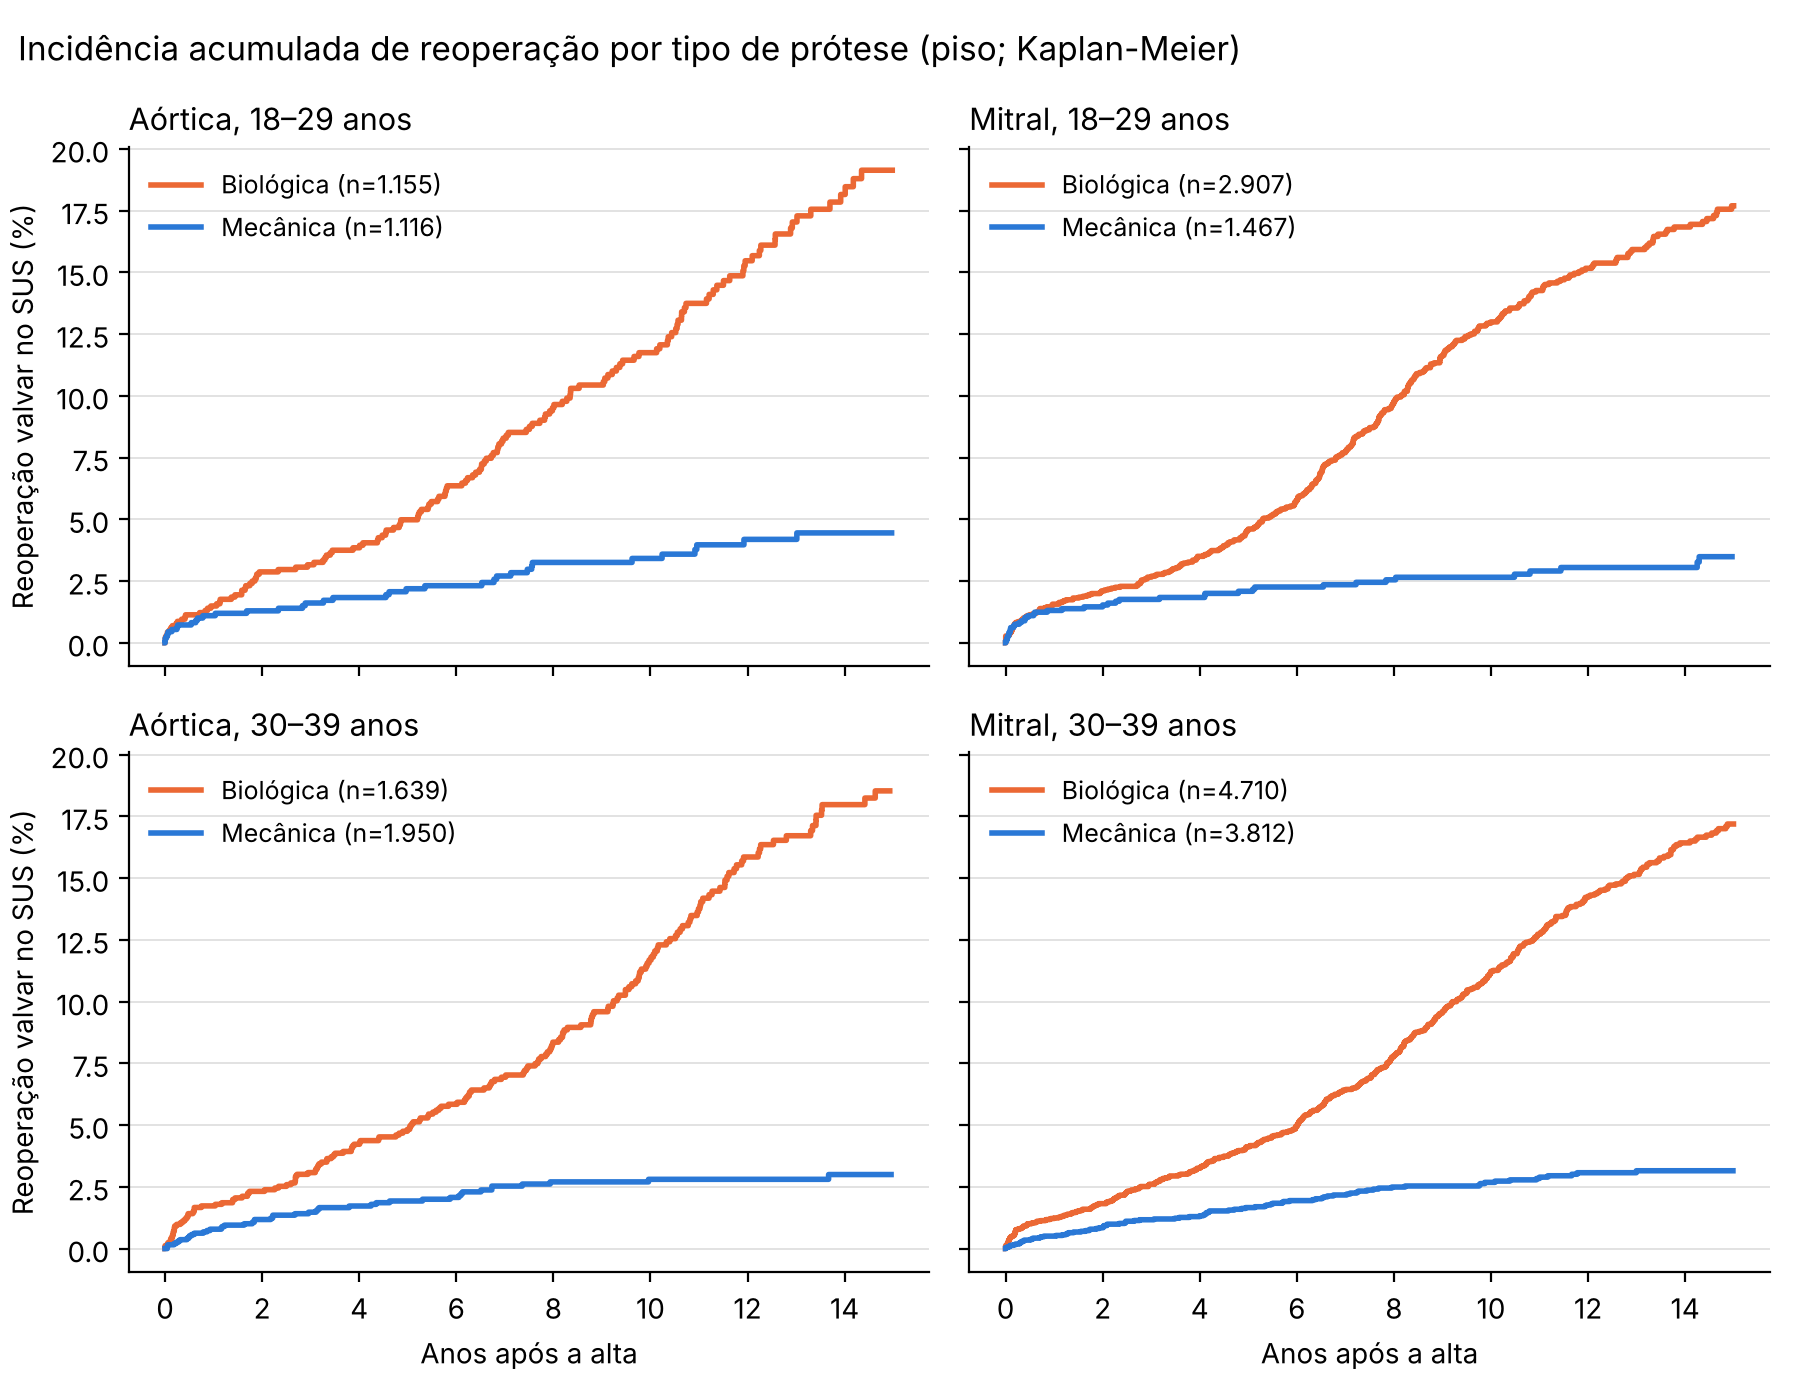 Incidência acumulada de reoperação por tipo de prótese (piso; Kaplan-Meier)
Aórtica, 18–29 anos
Reoperação valvar no SUS (%)
20.0
17.5
15.0
12.5
10.0
7.5
5.0
2.5
0.0
Biológica (n=1.155)
Mecânica (n=1.116)
Mitral, 18–29 anos
Biológica (n=2.907)
Mecânica (n=1.467)
Aórtica, 30–39 anos
Reoperação valvar no SUS (%)
20.0
17.5
15.0
12.5
10.0
7.5
5.0
2.5
0.0
Biológica (n=1.639)
Mecânica (n=1.950)
0 2 4 6 8 10 12 14
Anos após a alta
Mitral, 30–39 anos
Biológica (n=4.710)
Mecânica (n=3.812)
0 2 4 6 8 10 12 14
Anos após a alta